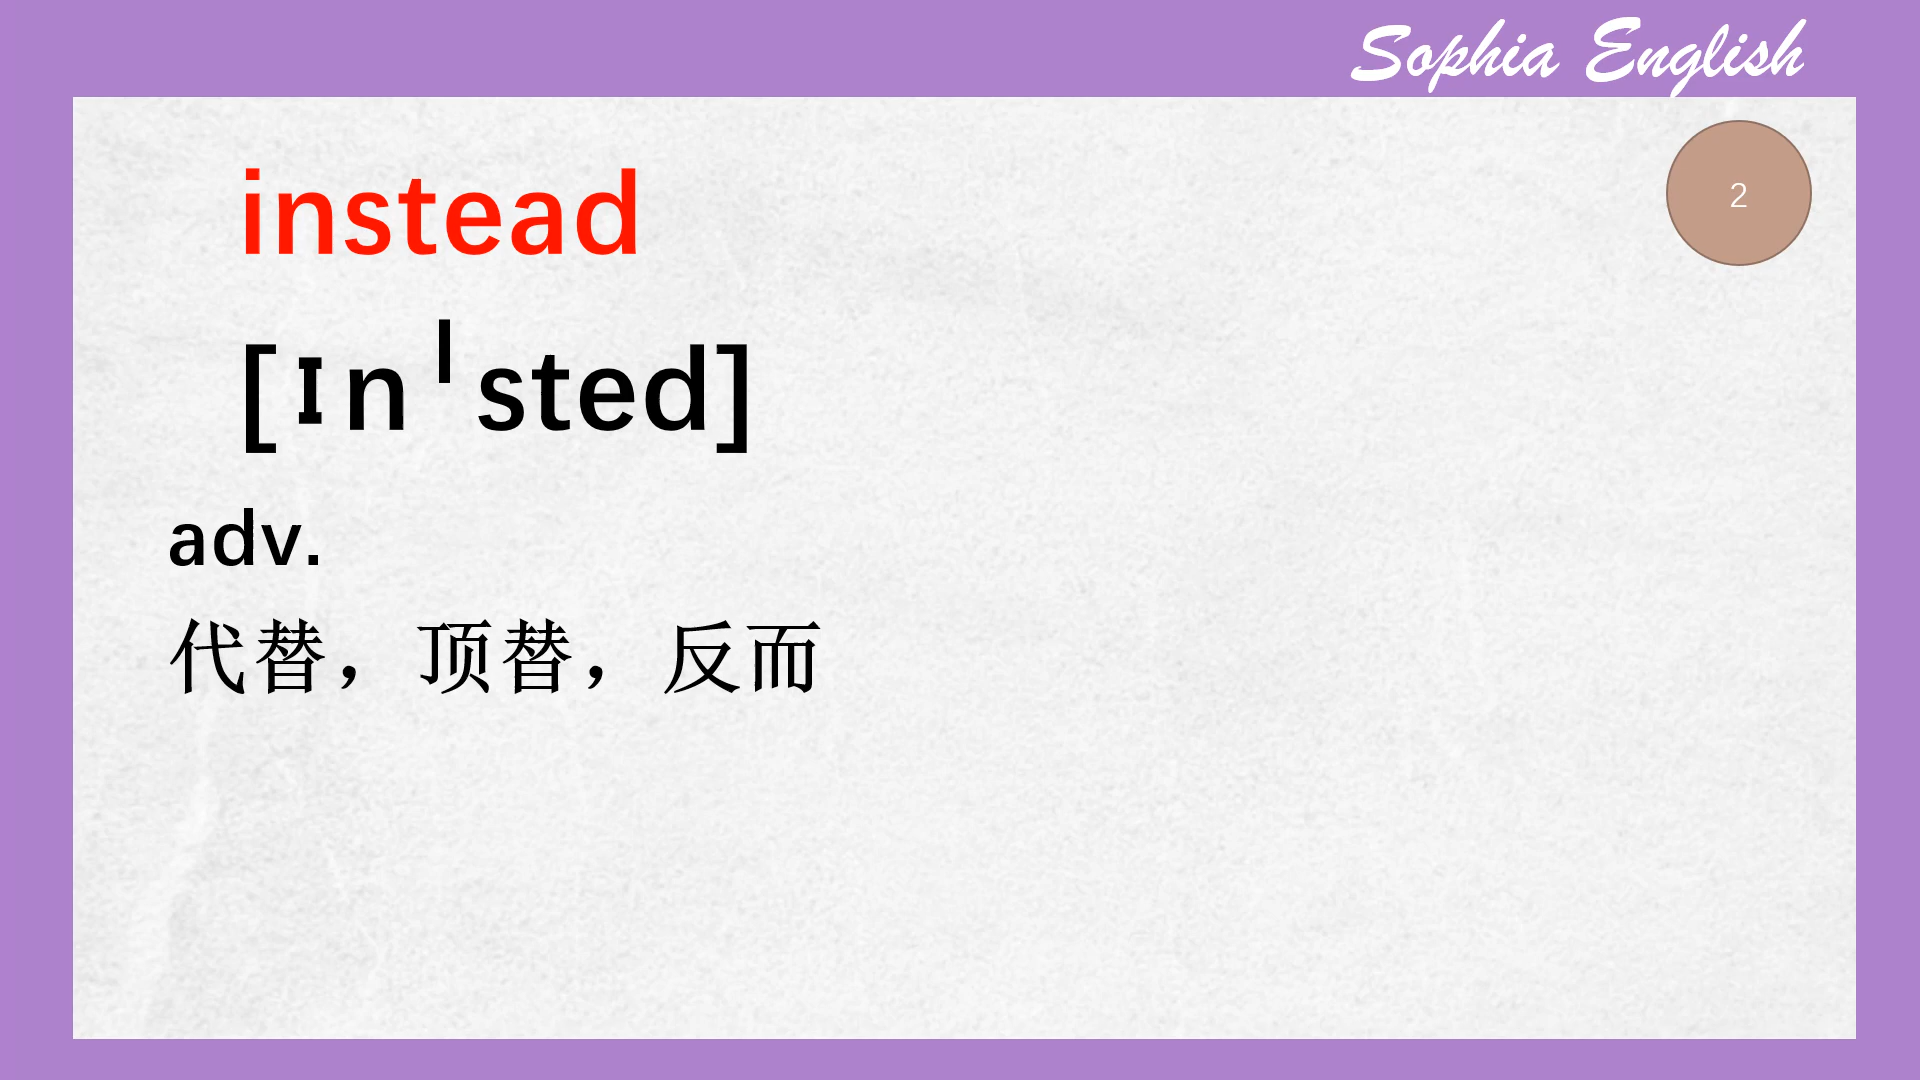 Sophia English
2
instead
[ɪnˈsted]
adv.
代替，顶替，反而